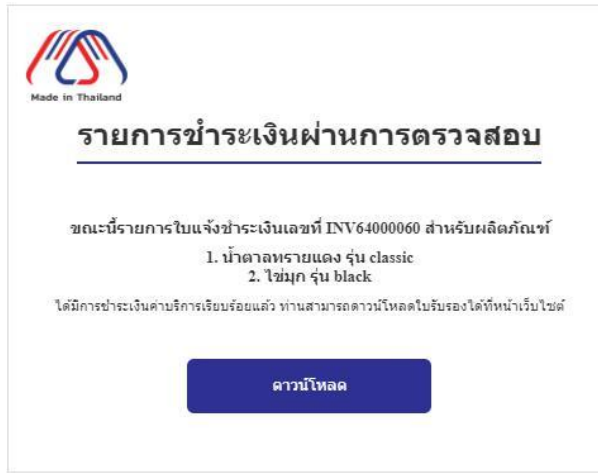 Made in Thailand
รายการชำระเงินผ่านการตรวจสอบ
ขณะนี้รายการใบแจ้งชำระเงินเลขที่ INV64000060 สำหรับผลิตภัณฑ์
1. น้ำตาลทรายแดง รุ่น classic
2. ไข่มุก รุ่น black
ได้มีการชำระเงินค่าบริการเรียบร้อยแล้ว ท่านสามารถดาวน์โหลดใบรับรองได้ที่หน้าเว็บไซต์
ดาวน์โหลด